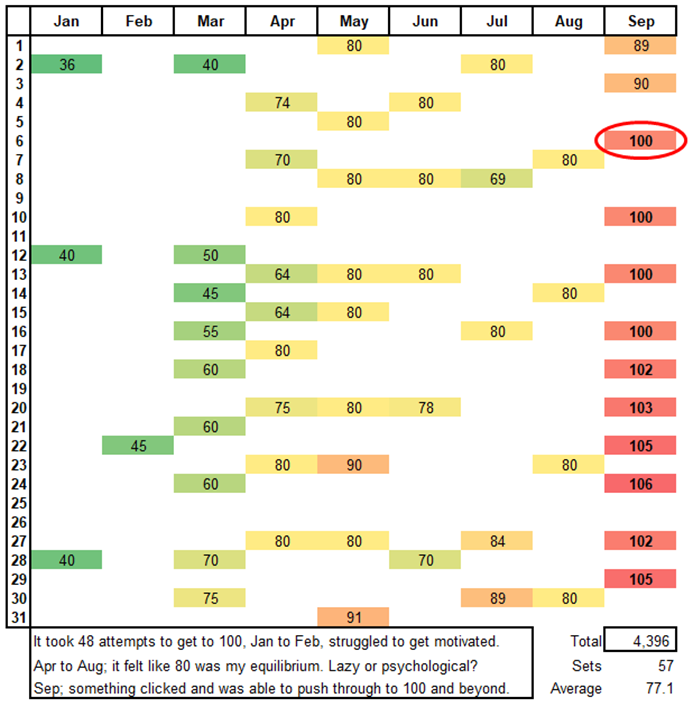 Jan Feb Mar Apr May Jun Jul Aug Sep
1 80 89
2 36 40 80
3 90
4 74 80
5 80
6 100
7 70 80
8 80 80 69
9
10 80 100
11
12 40 50
13 64 80 80 100
14 45 80
15 64 80
16 55 80 100
17 80
18 60 102
19
20 75 80 78 103
21 60
22 45 105
23 80 90 80
24 60 106
25
26
27 80 80 84 102
28 40 70 70
29 105
30 75 89 80
31 91
It took 48 attempts to get to 100, Jan to Feb, struggled to get motivated. Total 4,396
Apr to Aug; it felt like 80 was my equilibrium. Lazy or psychological? Sets 57
Sep; something clicked and was able to push through to 100 and beyond. Average 77.1